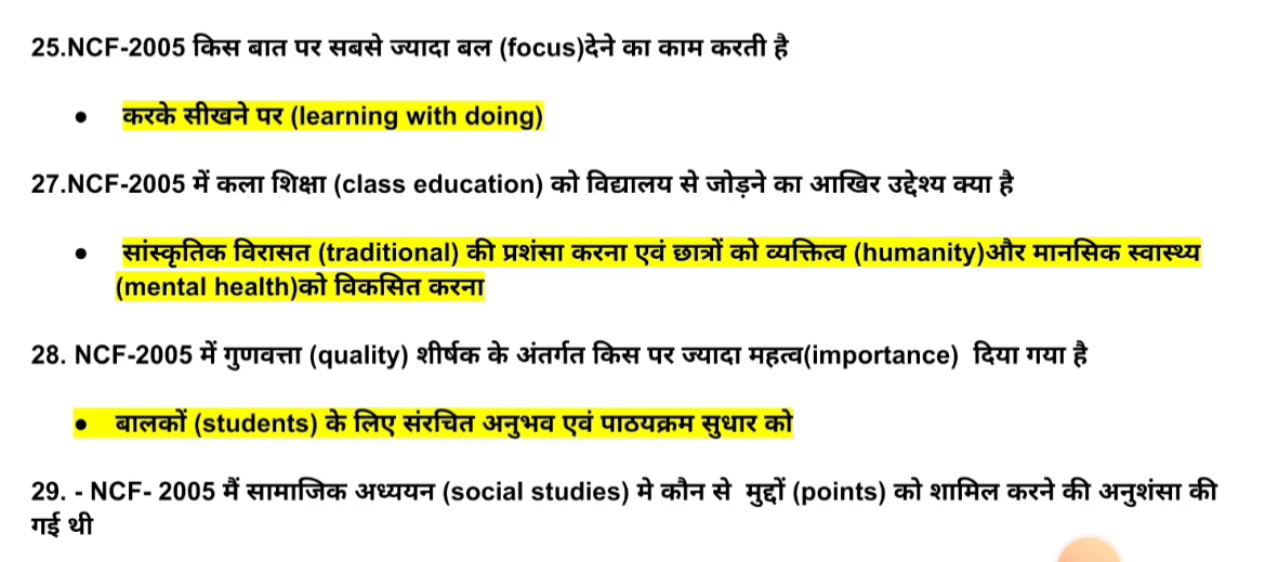 25.NCF-2005 किस बात पर सबसे ज्यादा बल (focus)देने का काम करती है
• करके सीखने पर (learning with doing)
27.NCF-2005 में कला शिक्षा (class education) को विद्यालय से जोड़ने का आखिर उद्देश्य क्या है
• सांस्कृतिक विरासत (traditional) की प्रशंसा करना एवं छात्रों को व्यक्तित्व (humanity)और मानसिक स्वास्थ्य
(mental health)को विकसित करना
28. NCF-2005 में गुणवत्ता (quality) शीर्षक के अंतर्गत किस पर ज्यादा महत्व(importance) दिया गया है
• बालकों (students) के लिए संरचित अनुभव एवं पाठयक्रम सुधार को
29. - NCF- 2005 मैं सामाजिक अध्ययन (social studies) मे कौन से मुद्दों (points) को शामिल करने की अनुशंसा की
गई थी